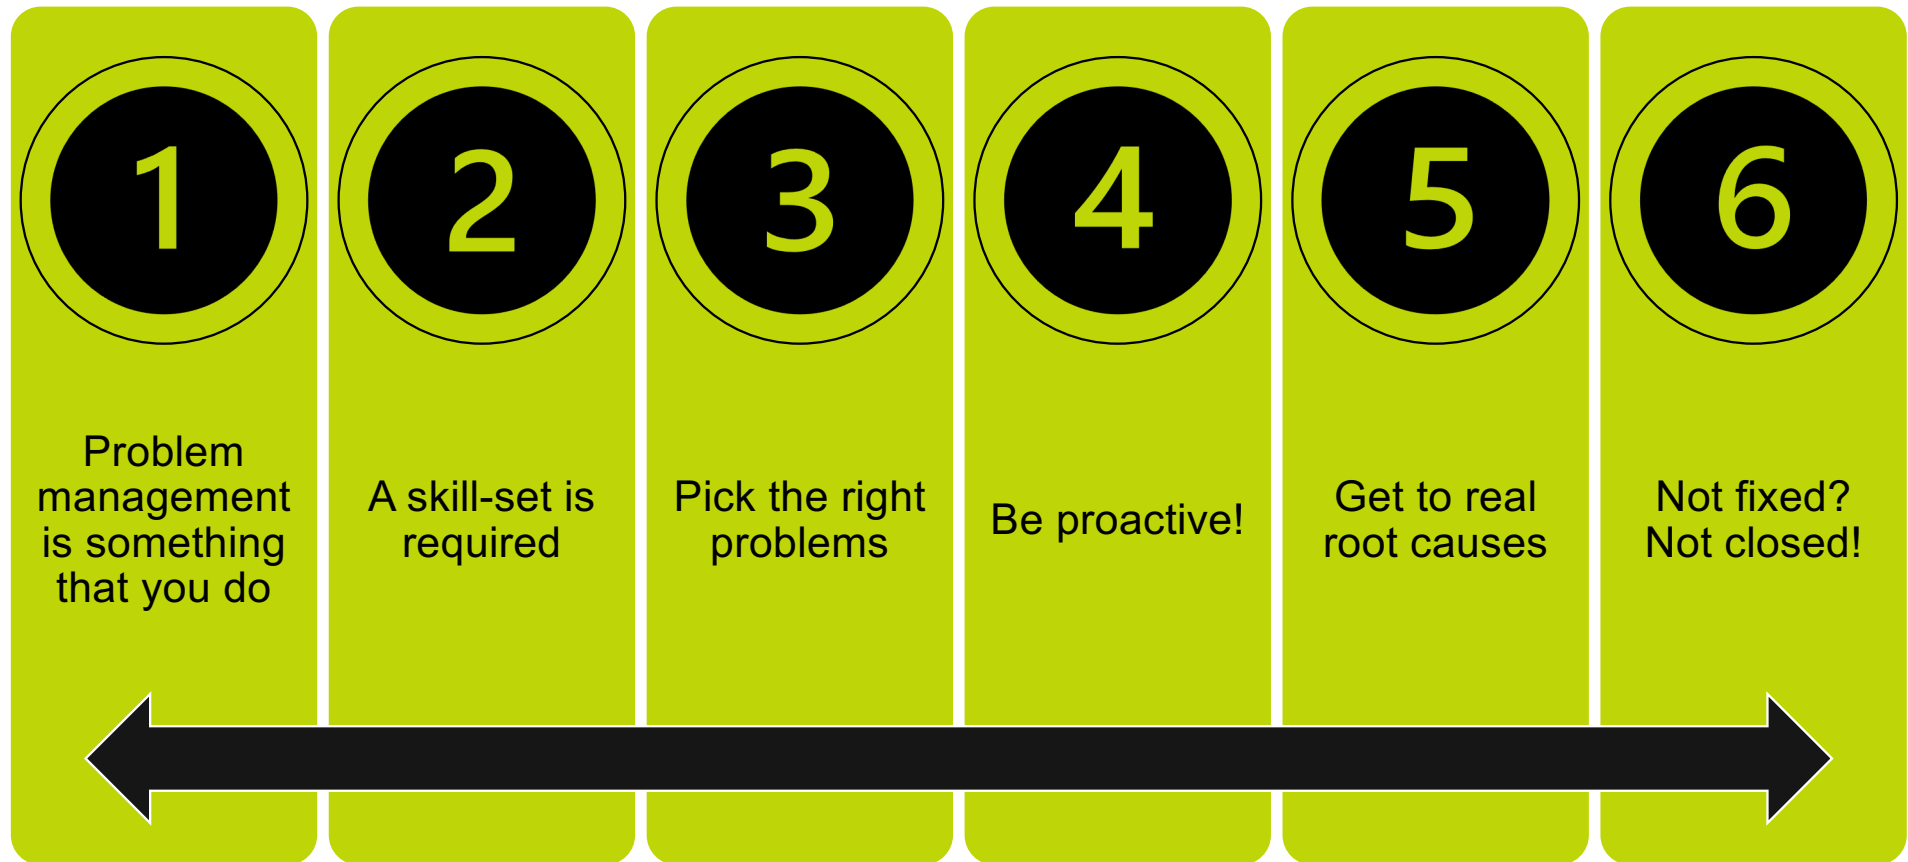 1
2
3
4
5
6
Problem
management
is something
that you do
A skill-set is
required
Pick the right
problems
Be proactive!
Get to real
root causes
Not fixed?
Not closed!